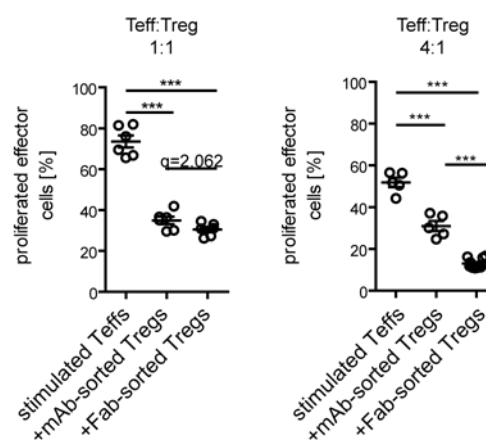 Teff:Treg
1:1
***
***
q=2.062
100
80
60
40
20
0
proliferated effector
cells [%]
stimulated Teffs
+mAb-sorted Tregs
+Fab-sorted Tregs
Teff:Treg
4:1
***
***
***
100
80
60
40
20
0
proliferated effector
cells [%]
stimulated Teffs
+mAb-sorted Tregs
+Fab-sorted Tregs